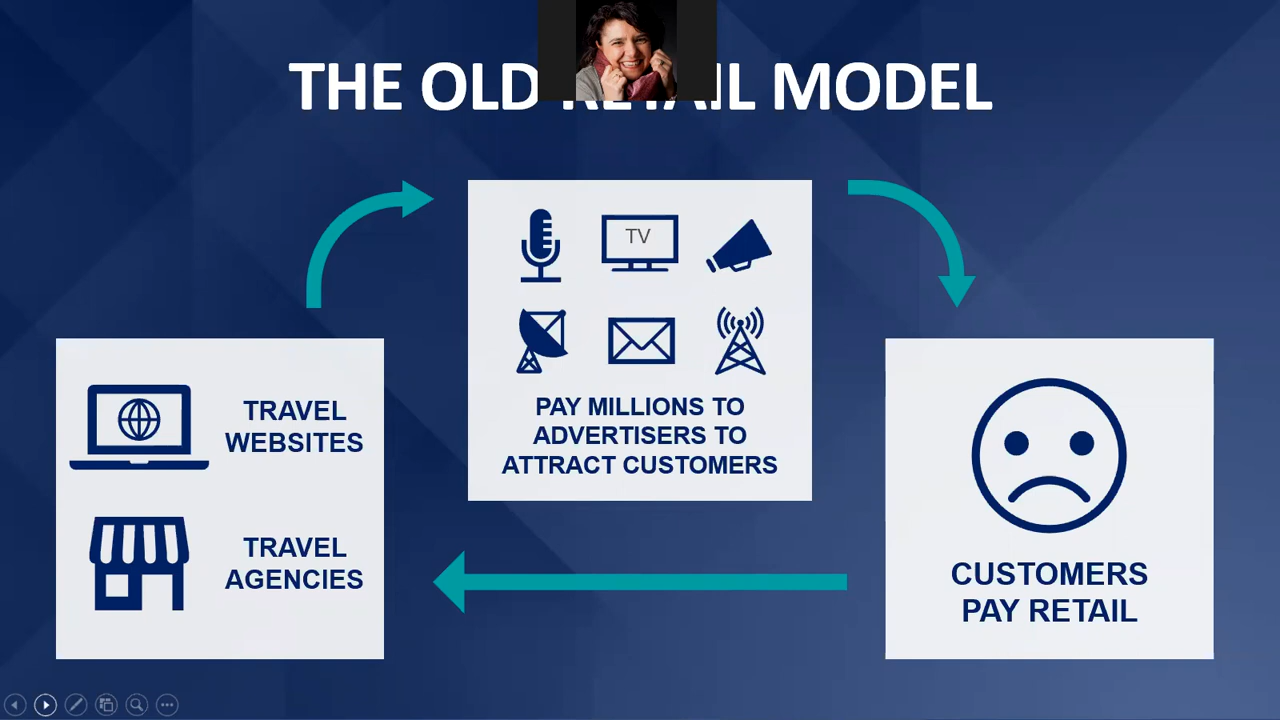 THE OLD MODEL
TV
PAY MILLIONS TO
ADVERTISERS TO
ATTRACT CUSTOMERS
TRAVEL
WEBSITES
TRAVEL
AGENCIES
CUSTOMERS
PAY RETAIL